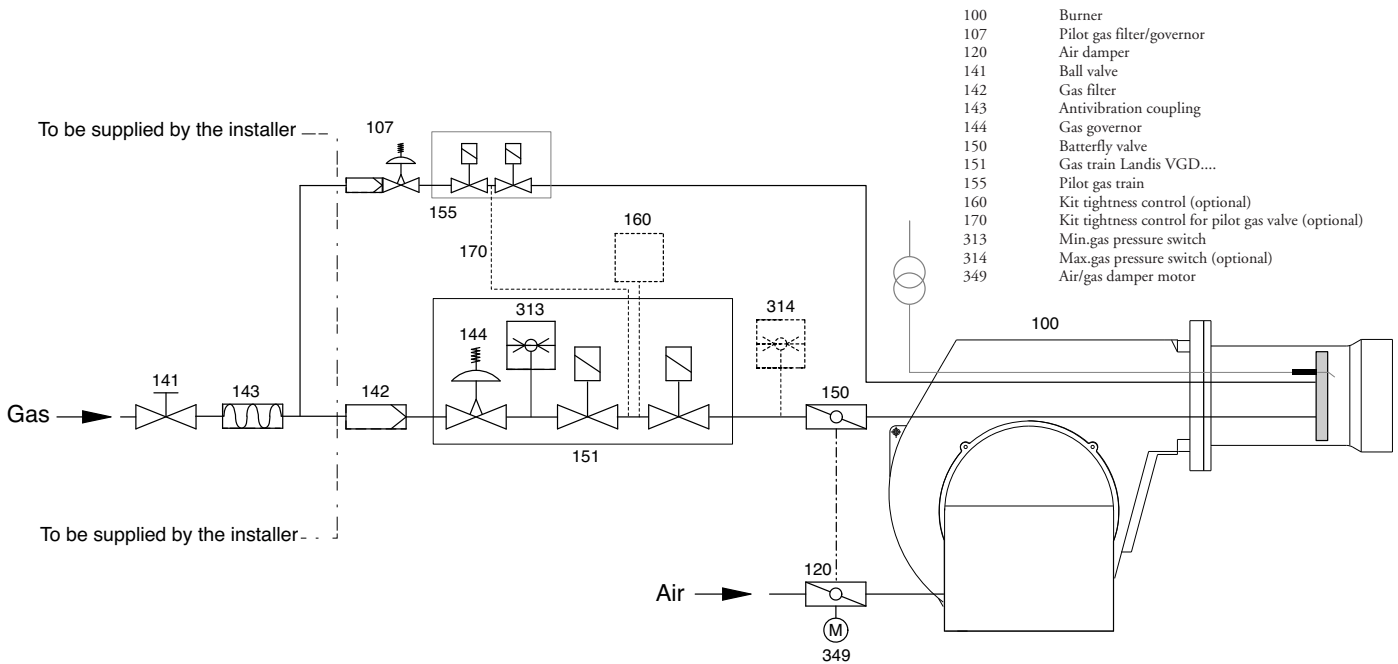 100 Burner
107 Pilot gas filter/governor
120 Air damper
141 Ball valve
142 Gas filter
143 Antivibration coupling
144 Gas governor
150 Batterfly valve
151 Gas train Landis VGD....
155 Pilot gas train
160 Kit tightness control (optional)
170 Kit tightness control for pilot gas valve (optional)
313 Min.gas pressure switch
314 Max.gas pressure switch (optional)
349 Air/gas damper motor
To be supplied by the installer
107
155
160
170
313
314
144
100
141
143
142
150
Gas
151
To be supplied by the installer
120
Air
M
349